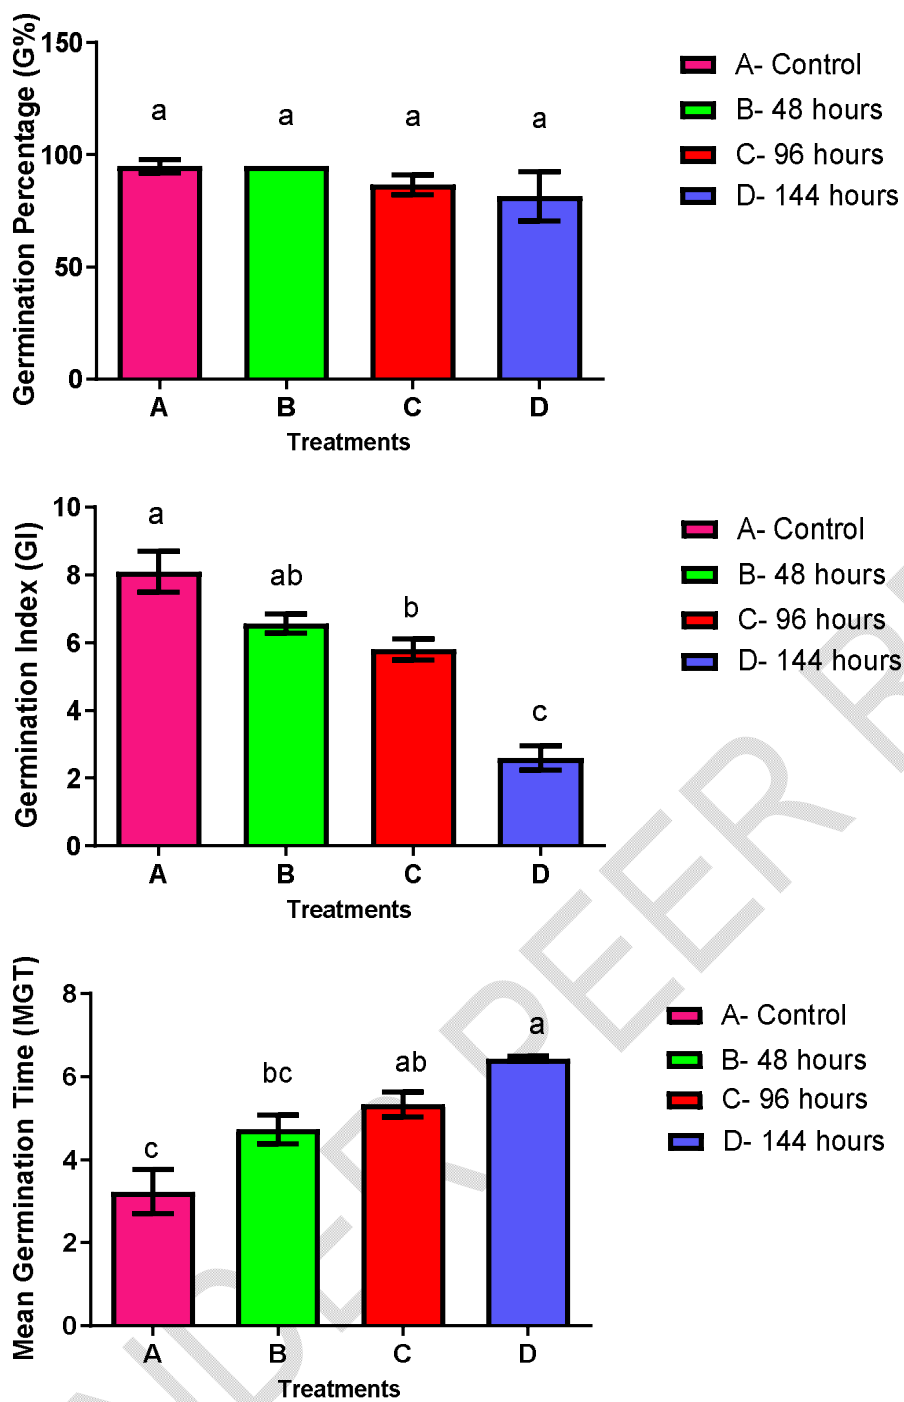 Germination Percentage (G%)
150
100
50
0
a
a
a
a
A
B
C
D
Treatments
A- Control
B- 48 hours
C- 96 hours
D- 144 hours
Germination Index (GI)
10
8
6
4
2
0
a
ab
b
c
A
B
C
D
Treatments
A- Control
B- 48 hours
C- 96 hours
D- 144 hours
Mean Germination Time (MGT)
8
6
4
2
0
c
bc
ab
a
A
B
C
D
Treatments
A- Control
B- 48 hours
C- 96 hours
D- 144 hours
PEER